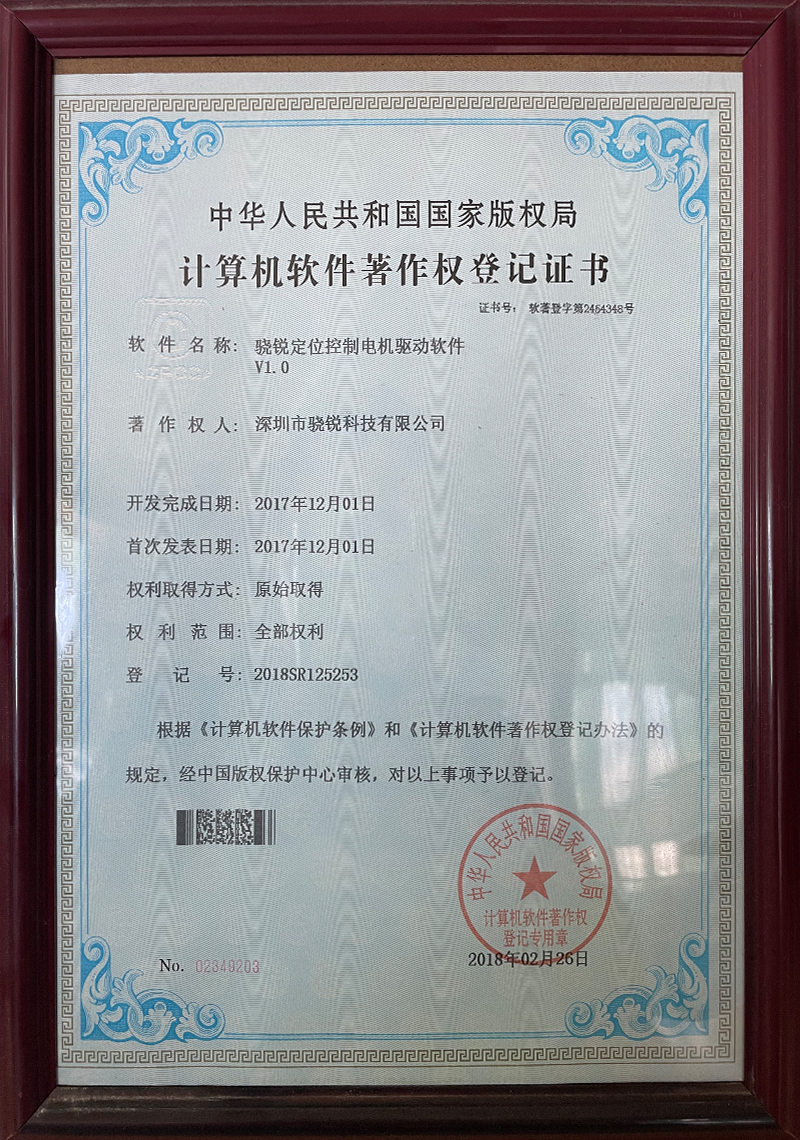 中华人民共和国国家版权局
计算机软件著作权登记证书
证书号： 软著登字第2454348号
软件名称： 骁锐定位控制电机驱动软件
V1.0
著作权人： 深圳市骁锐科技有限公司
开发完成日期： 2017年12月01日
首次发表日期： 2017年12月01日
权利取得方式： 原始取得
权利范围： 全部权利
登记号： 2018SR125253
根据《计算机软件保护条例》和《计算机软件著作权登记办法》的
规定，经中国版权保护中心审核，对以上事项予以登记。
中华人民共和国国家版权局
计算机软件著作权
登记专用章
2018年02月26日
No. 02349203